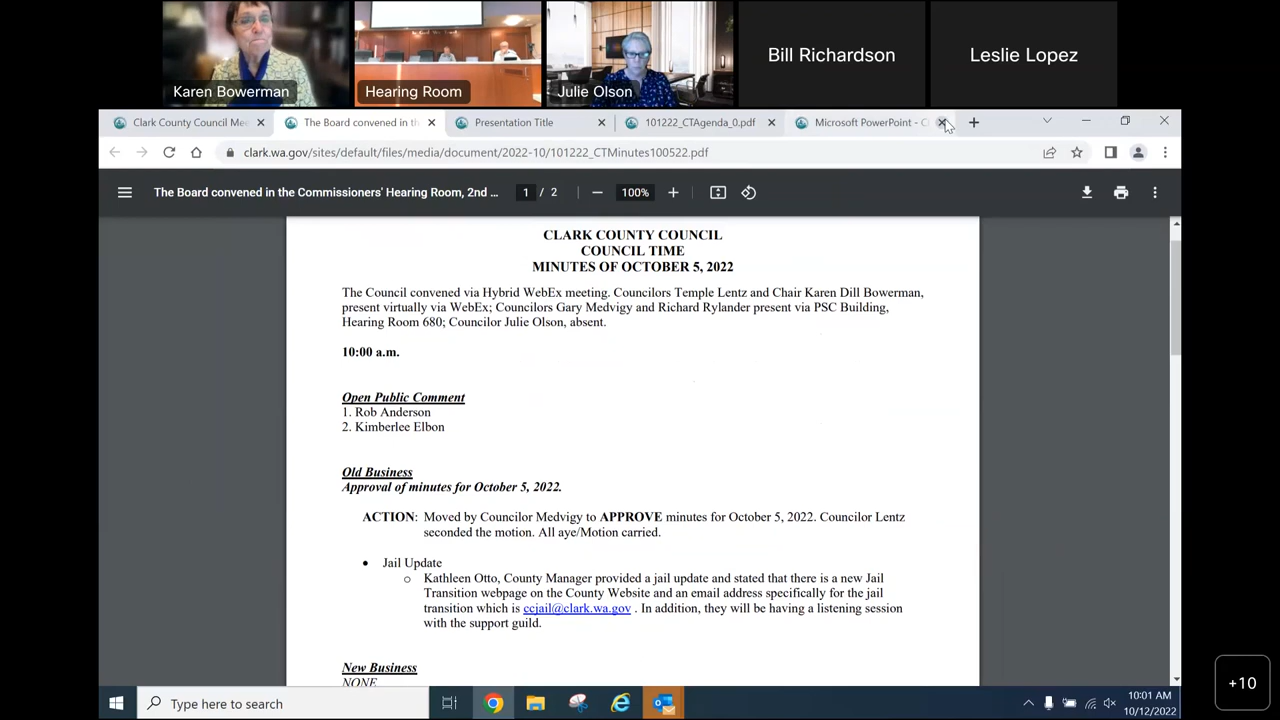 Karen Bowerman
Hearing Room
Julie Olson
Bill Richardson
Leslie Lopez
Clark County Council Mee
The Board convened in th
Presentation Title
101222_CTAgenda_0.pdf
Microsoft PowerPoint - C
clark.wa.gov/sites/default/files/media/document/2022-10/101222_CTMinutes100522.pdf
The Board convened in the Commissioners' Hearing Room, 2nd ...
1 / 2
100%
CLARK COUNTY COUNCIL
COUNCIL TIME
MINUTES OF OCTOBER 5, 2022
The Council convened via Hybrid WebEx meeting. Councilors Temple Lentz and Chair Karen Dill Bowerman,
present virtually via WebEx; Councilors Gary Medvigy and Richard Rylander present via PSC Building,
Hearing Room 680; Councilor Julie Olson, absent.
10:00 a.m.
Open Public Comment
1. Rob Anderson
2. Kimberlee Elbon
Old Business
Approval of minutes for October 5, 2022.
ACTION: Moved by Councilor Medvigy to APPROVE minutes for October 5, 2022. Councilor Lentz
seconded the motion. All aye/Motion carried.
• Jail Update
o Kathleen Otto, County Manager provided a jail update and stated that there is a new Jail
Transition webpage on the County Website and an email address specifically for the jail
transition which is ccjail@clark.wa.gov . In addition, they will be having a listening session
with the support guild.
New Business
NONE
Type here to search
10:01 AM
10/12/2022
+10